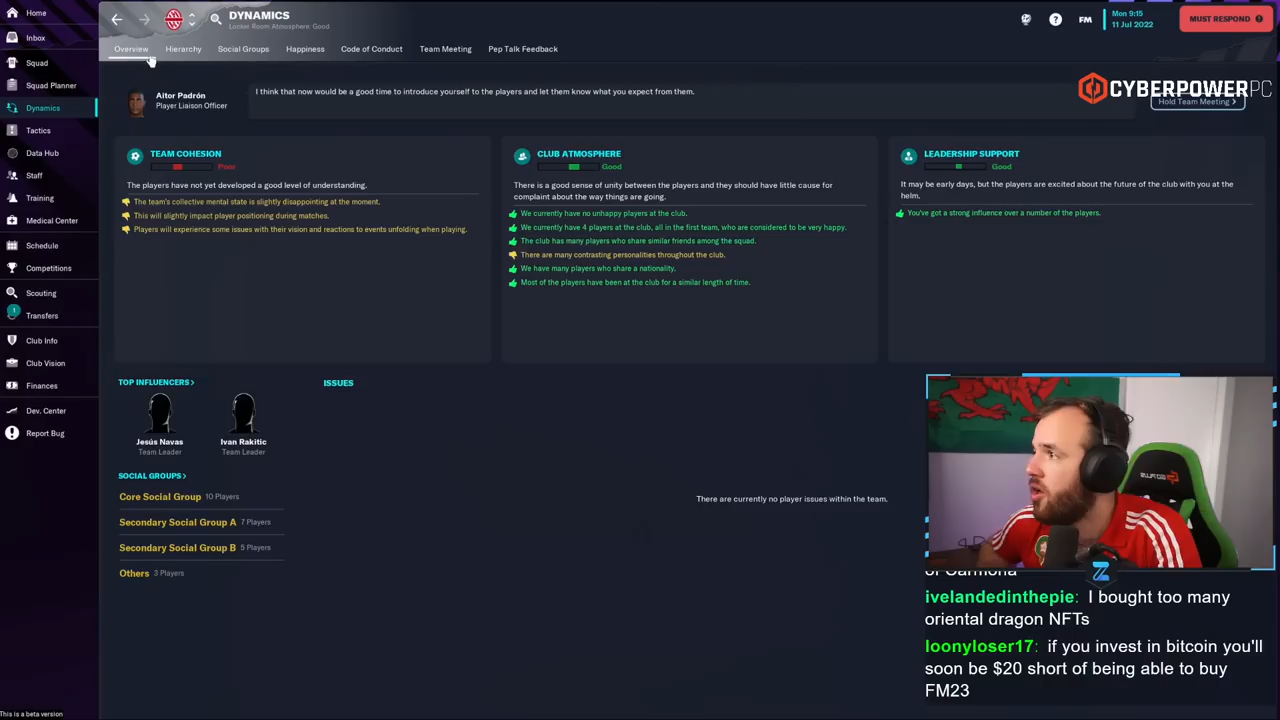 Home
Inbox
Squad
Squad Planner
Dynamics
Tactics
Data Hub
Staff
Training
Medical Center
Schedule
Competitions
Scouting
1
Transfers
Club Info
Club Vision
Finances
Dev. Center
Report Bug
This is a beta version
DYNAMICS
Locker Room Atmosphere: Good
?
FM
Mon 9:15
11 Jul 2022
MUST RESPOND
Overview
Hierarchy
Social Groups
Happiness
Code of Conduct
Team Meeting
Pep Talk Feedback
Aitor Padrón
Player Liaison Officer
I think that now would be a good time to introduce yourself to the players and let them know what you expect from them.
CYBERPOWERPC
Hold Team Meeting >
TEAM COHESION
Poor
The players have not yet developed a good level of understanding.
The team's collective mental state is slightly disappointing at the moment.
This will slightly impact player positioning during matches.
Players will experience some issues with their vision and reactions to events unfolding when playing.
CLUB ATMOSPHERE
Good
There is a good sense of unity between the players and they should have little cause for
complaint about the way things are going.
We currently have no unhappy players at the club.
We currently have 4 players at the club, all in the first team, who are considered to be very happy.
The club has many players who share similar friends among the squad.
There are many contrasting personalities throughout the club.
We have many players who share a nationality.
Most of the players have been at the club for a similar length of time.
LEADERSHIP SUPPORT
Good
It may be early days, but the players are excited about the future of the club with you at the
helm.
You've got a strong influence over a number of the players.
TOP INFLUENCERS >
Jesús Navas
Team Leader
Ivan Rakitic
Team Leader
ISSUES
There are currently no player issues within the team.
SOCIAL GROUPS >
Core Social Group 10 Players
Secondary Social Group A 7 Players
Secondary Social Group B 5 Players
Others 3 Players
of Carmona
ivelandedinthepie: I bought too many
oriental dragon NFTs
loonyloser17: if you invest in bitcoin you'll
soon be $20 short of being able to buy
FM23